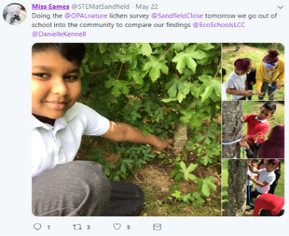 Miss Eames @STEMatSandfield · May 22
Doing the @OPALnature lichen survey @SandfieldClose tomorrow we go out of
school into the community to compare our findings @EcoSchoolsLCC
@DanielleKennell
1 3 5